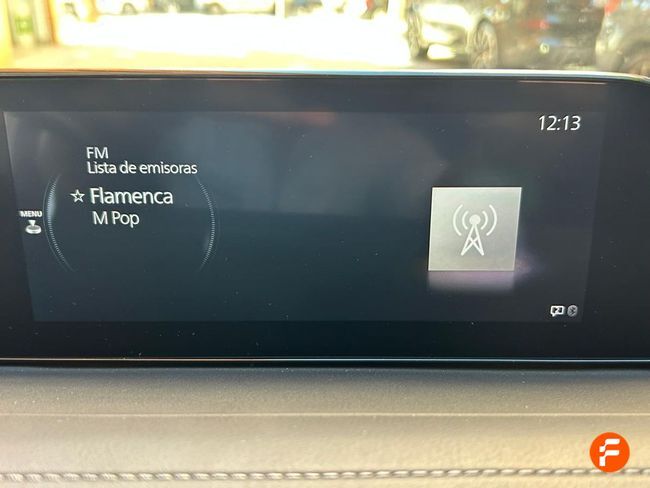 12:13
FM
Lista de emisoras
☆ Flamenca
M Pop
MENU